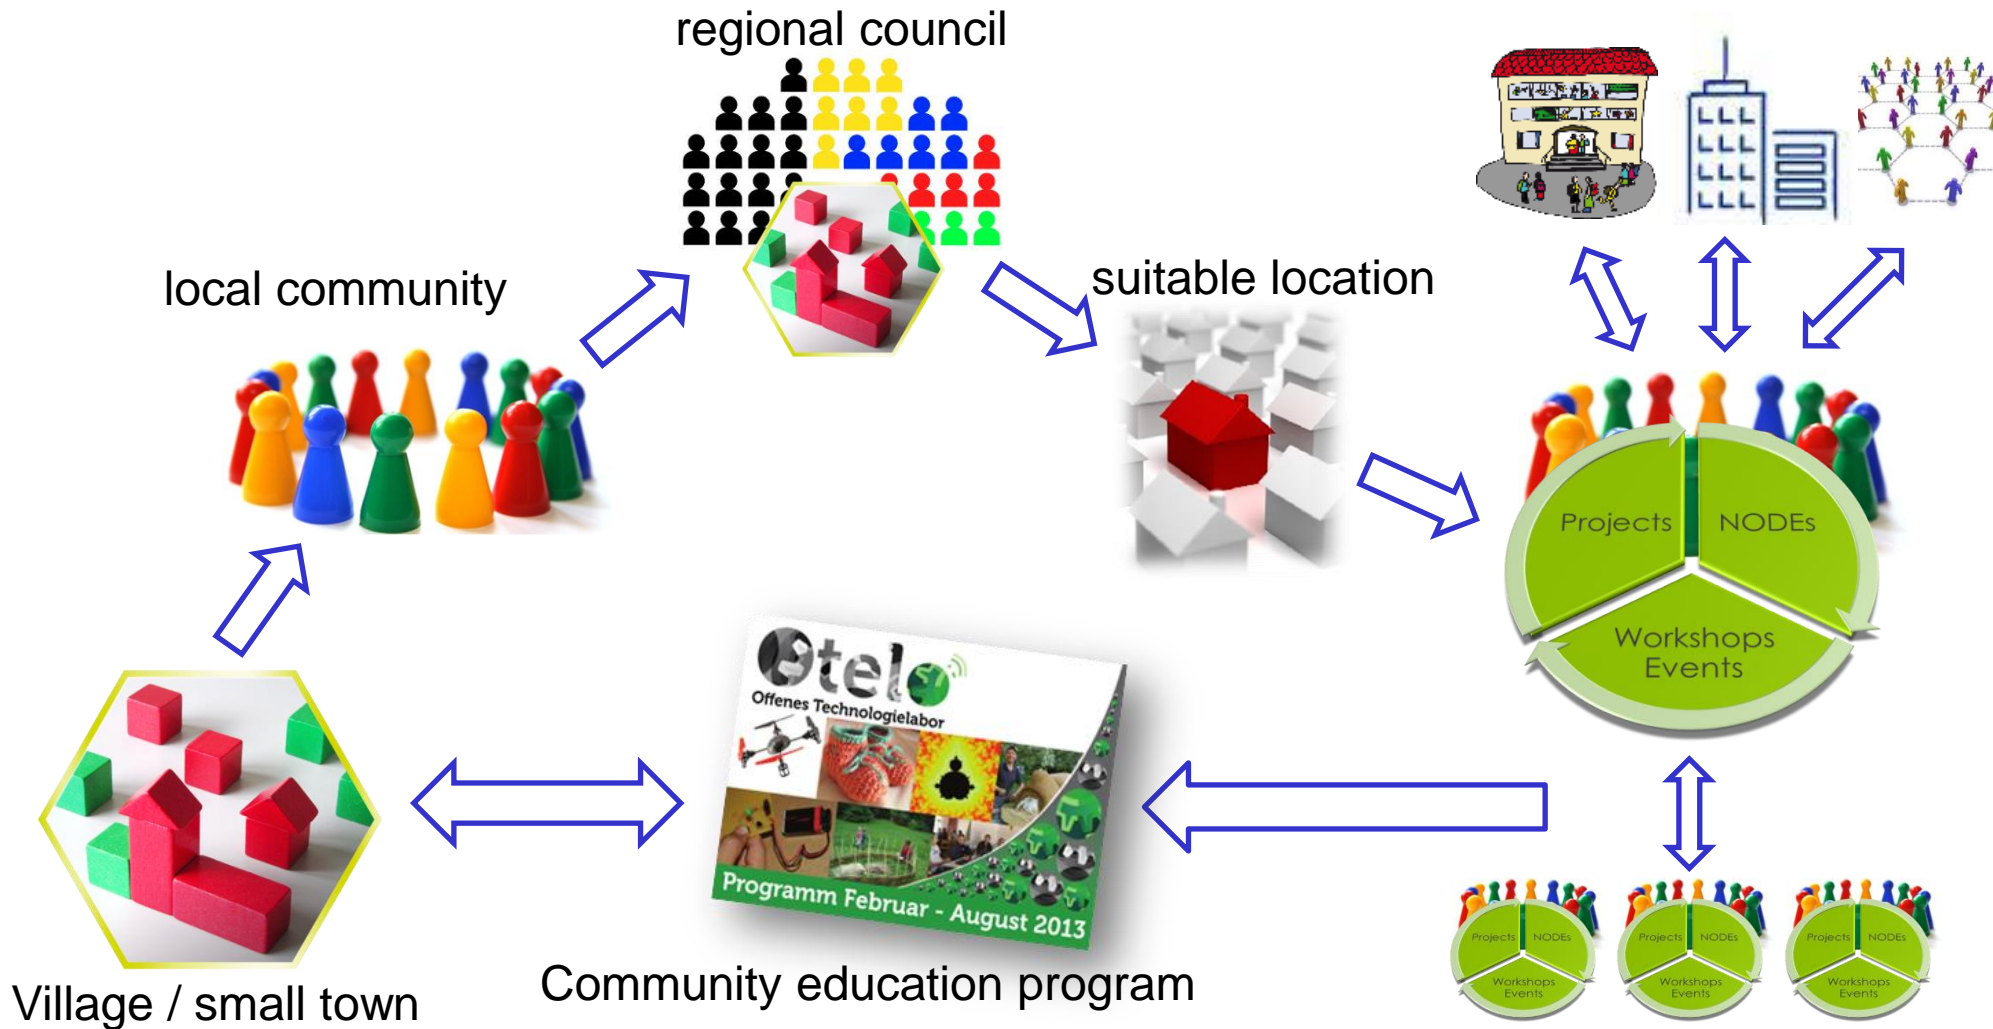 regional council
local community
suitable location
Projects
NODEs
Workshops
Events
Otelo
Offenes Technologielabor
Programm Februar - August 2013
Community education program
Village / small town
Projects
NODEs
Workshops
Events
Projects
NODEs
Workshops
Events
Projects
NODEs
Workshops
Events